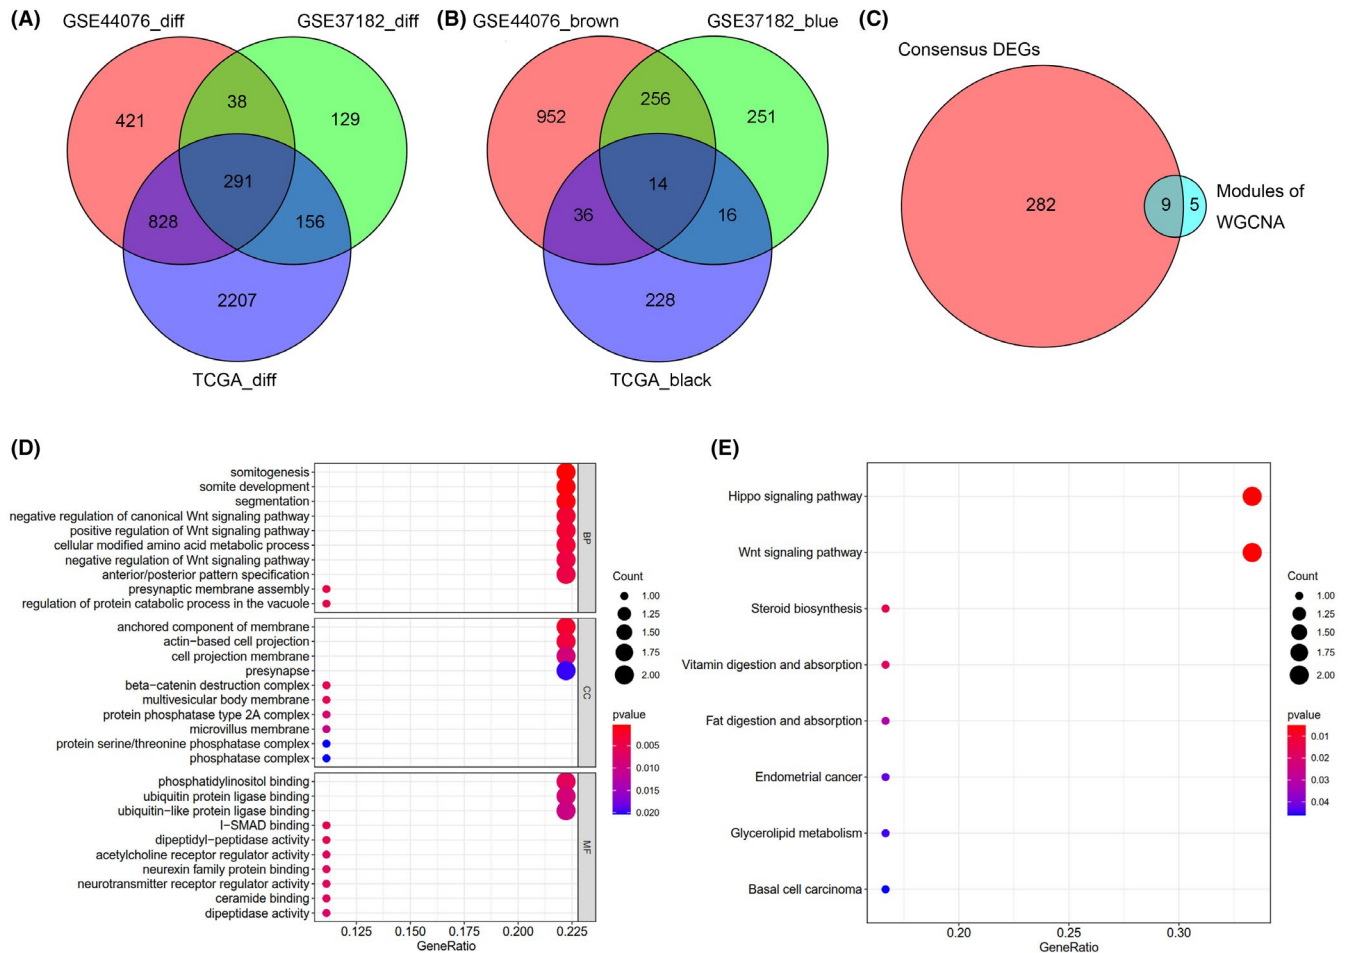 (A) GSE44076_diff GSE37182_diff
421
38
129
291
828
156
2207
TCGA_diff
(B) GSE44076_brown GSE37182_blue
952
256
251
14
36
16
228
TCGA_black
(C)
Consensus DEGs
282
9
5
Modules of
WGCNA
(D)
somitogenesis
somite development
segmentation
negative regulation of canonical Wnt signaling pathway
positive regulation of Wnt signaling pathway
cellular modified amino acid metabolic process
negative regulation of Wnt signaling pathway
anterior/posterior pattern specification
presynaptic membrane assembly
regulation of protein catabolic process in the vacuole
BP
anchored component of membrane
actin−based cell projection
cell projection membrane
presynapse
beta−catenin destruction complex
multivesicular body membrane
protein phosphatase type 2A complex
microvillus membrane
protein serine/threonine phosphatase complex
phosphatase complex
CC
phosphatidylinositol binding
ubiquitin protein ligase binding
ubiquitin−like protein ligase binding
I−SMAD binding
dipeptidyl−peptidase activity
acetylcholine receptor regulator activity
neurexin family protein binding
neurotransmitter receptor regulator activity
ceramide binding
dipeptidase activity
MF
0.125 0.150 0.175 0.200 0.225
GeneRatio
Count
1.00
1.25
1.50
1.75
2.00
pvalue
0.005
0.010
0.015
0.020
(E)
Hippo signaling pathway
Wnt signaling pathway
Steroid biosynthesis
Vitamin digestion and absorption
Fat digestion and absorption
Endometrial cancer
Glycerolipid metabolism
Basal cell carcinoma
0.20 0.25 0.30
GeneRatio
Count
1.00
1.25
1.50
1.75
2.00
pvalue
0.01
0.02
0.03
0.04